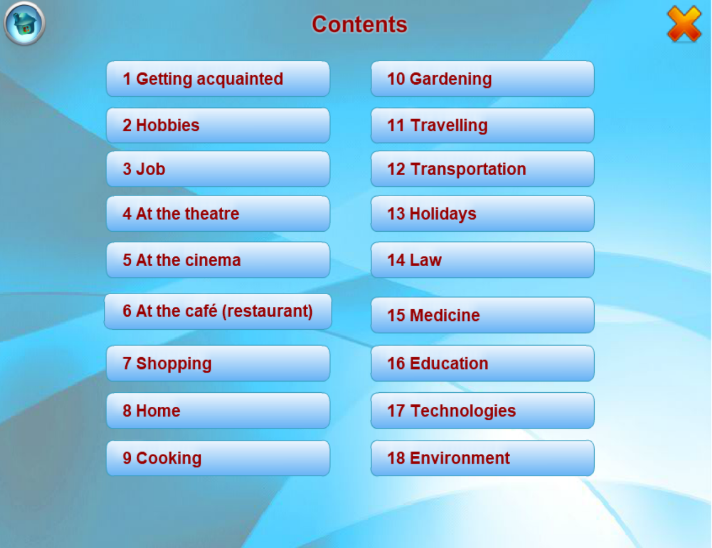 Contents
1 Getting acquainted
2 Hobbies
3 Job
4 At the theatre
5 At the cinema
6 At the café (restaurant)
7 Shopping
8 Home
9 Cooking
10 Gardening
11 Travelling
12 Transportation
13 Holidays
14 Law
15 Medicine
16 Education
17 Technologies
18 Environment